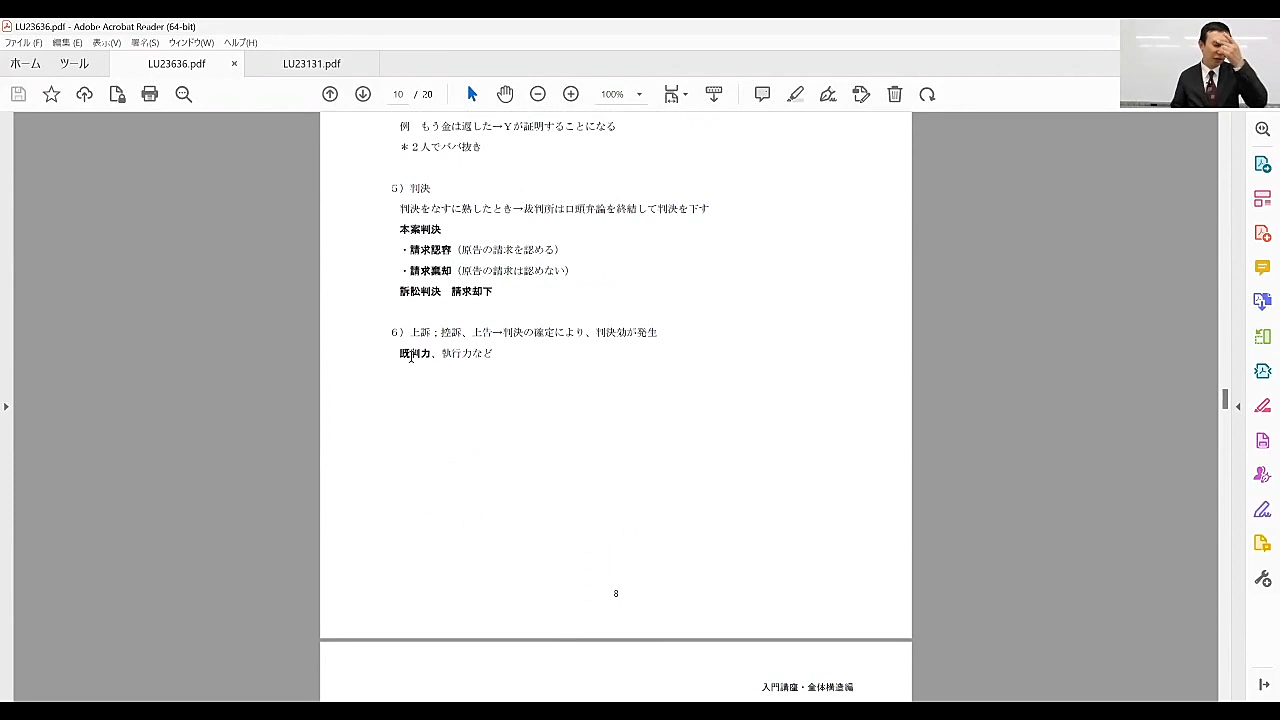 LU23636.pdf - Adobe Acrobat Reader (64-bit)
ファイル(F) 編集(E) 表示(V) 署名(S) ウィンドウ(W) ヘルプ(H)
ホーム ツール LU23636.pdf × LU23131.pdf
10 / 20 100%
例 もう金は返した→Yが証明することになる
＊2人でババ抜き
5）判決
判決をなすに熟したとき→裁判所は口頭弁論を終結して判決を下す
本案判決
・請求認容（原告の請求を認める）
・請求棄却（原告の請求は認めない）
訴訟判決 請求却下
6）上訴；控訴、上告→判決の確定により、判決効が発生
既判力、執行力など
8
入門講座・全体構造編